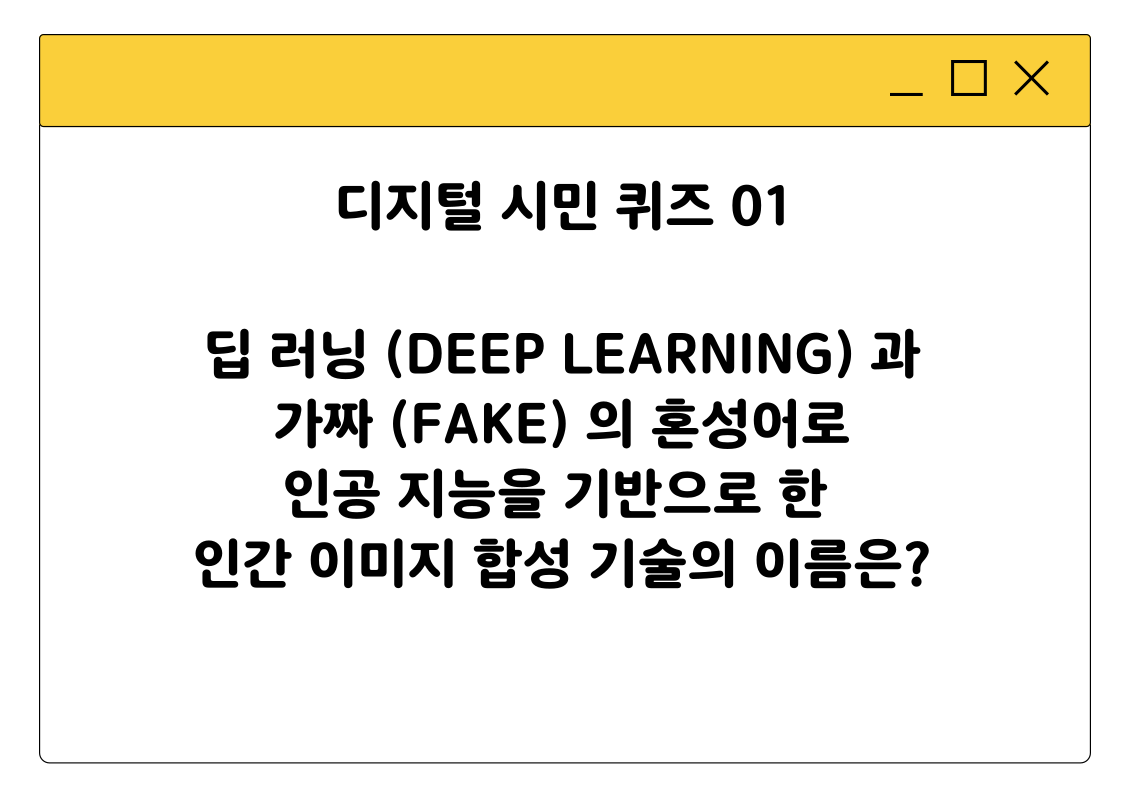 디지털 시민 퀴즈 01
딥 러닝 (DEEP LEARNING) 과
가짜 (FAKE) 의 혼성어로
인공 지능을 기반으로 한
인간 이미지 합성 기술의 이름은?